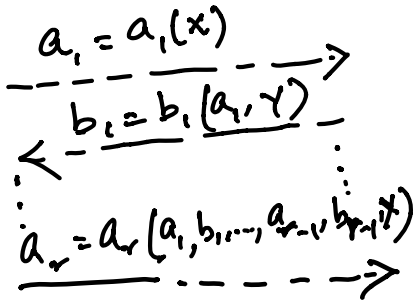 a₁ = a₁(x)
b₁ = b₁(a₁, Y)
aᵣ = aᵣ(a₁, b₁, ..., aᵣ₋₁, bᵣ₋₁, X)